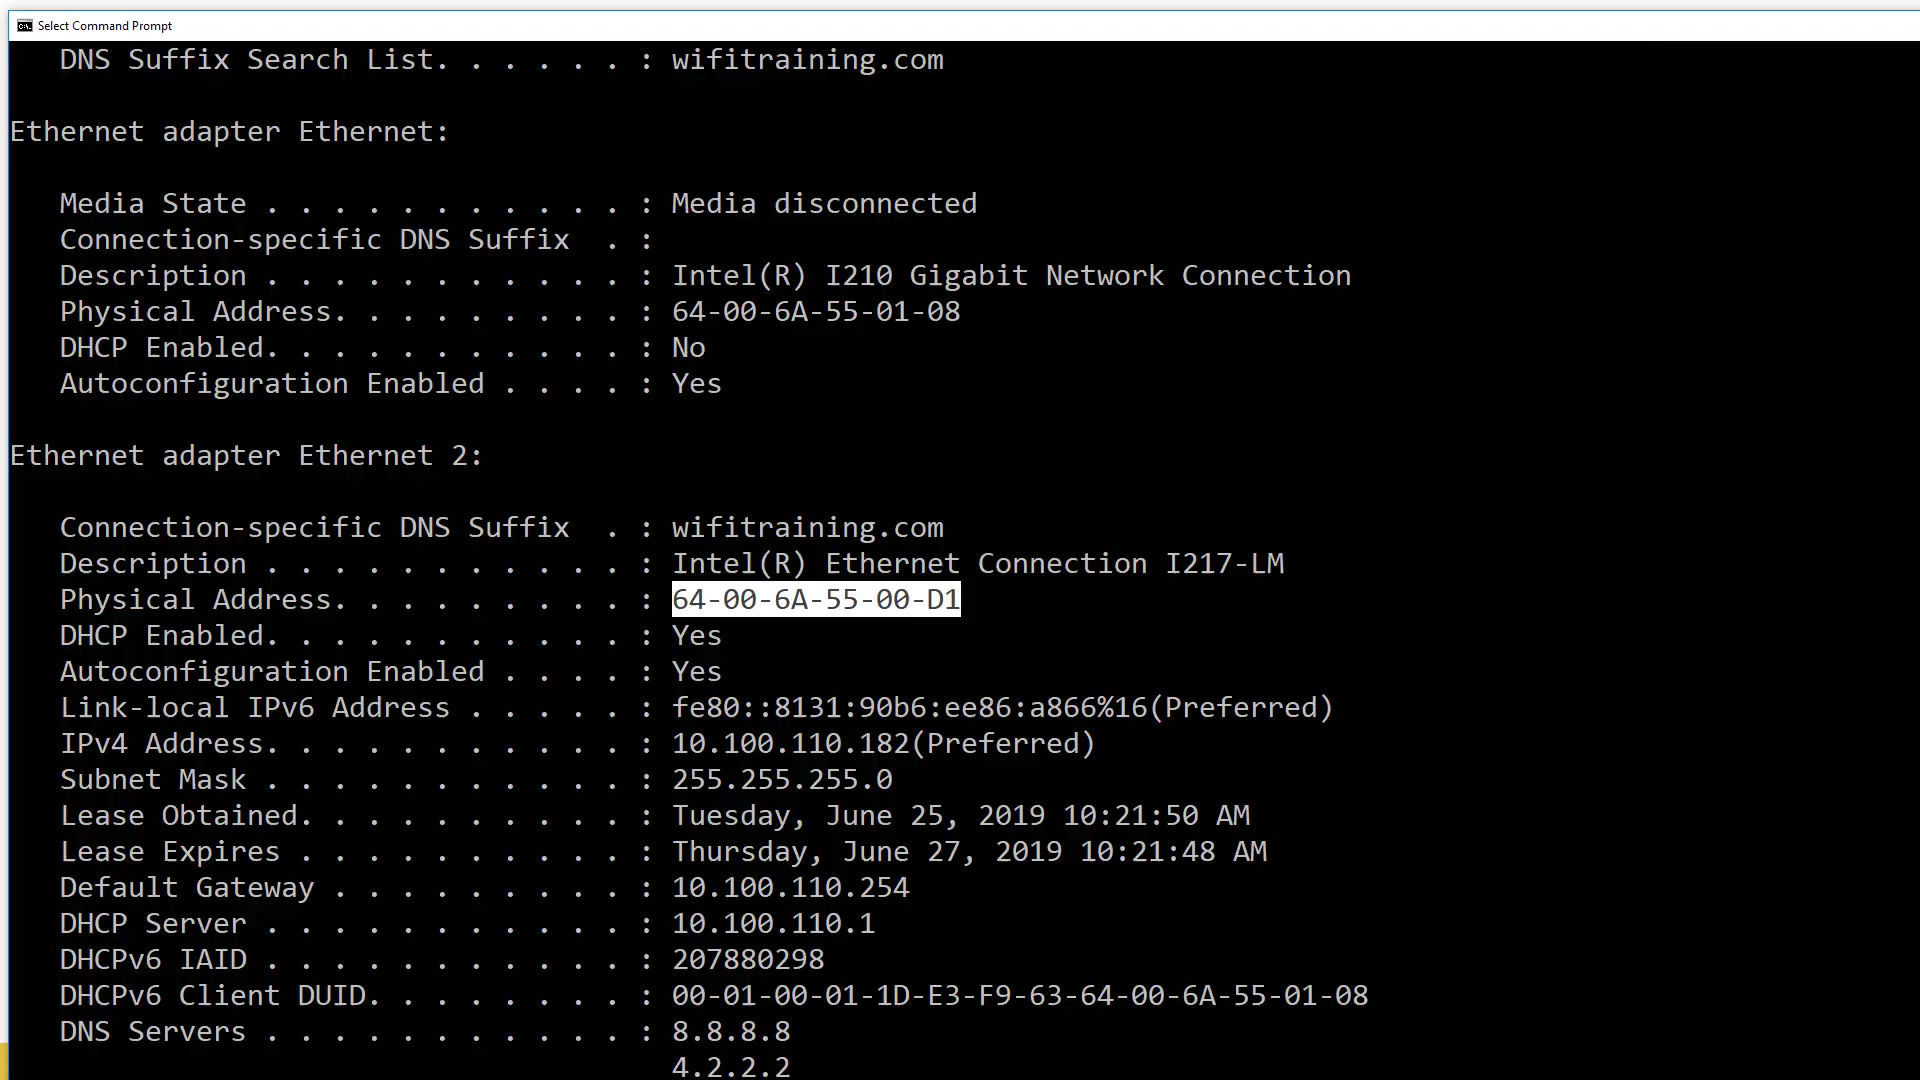 Select Command Prompt
DNS Suffix Search List. . . . . . : wifitraining.com
Ethernet adapter Ethernet:
Media State . . . . . . . . . . . : Media disconnected
Connection-specific DNS Suffix  . :
Description . . . . . . . . . . . : Intel(R) I210 Gigabit Network Connection
Physical Address. . . . . . . . . : 64-00-6A-55-01-08
DHCP Enabled. . . . . . . . . . . : No
Autoconfiguration Enabled . . . . : Yes
Ethernet adapter Ethernet 2:
Connection-specific DNS Suffix  . : wifitraining.com
Description . . . . . . . . . . . : Intel(R) Ethernet Connection I217-LM
Physical Address. . . . . . . . . : 64-00-6A-55-00-D1
DHCP Enabled. . . . . . . . . . . : Yes
Autoconfiguration Enabled . . . . : Yes
Link-local IPv6 Address . . . . . : fe80::8131:90b6:ee86:a866%16(Preferred)
IPv4 Address. . . . . . . . . . . : 10.100.110.182(Preferred)
Subnet Mask . . . . . . . . . . . : 255.255.255.0
Lease Obtained. . . . . . . . . . : Tuesday, June 25, 2019 10:21:50 AM
Lease Expires . . . . . . . . . . : Thursday, June 27, 2019 10:21:48 AM
Default Gateway . . . . . . . . . : 10.100.110.254
DHCP Server . . . . . . . . . . . : 10.100.110.1
DHCPv6 IAID . . . . . . . . . . . : 207880298
DHCPv6 Client DUID. . . . . . . . : 00-01-00-01-1D-E3-F9-63-64-00-6A-55-01-08
DNS Servers . . . . . . . . . . . : 8.8.8.8
4.2.2.2